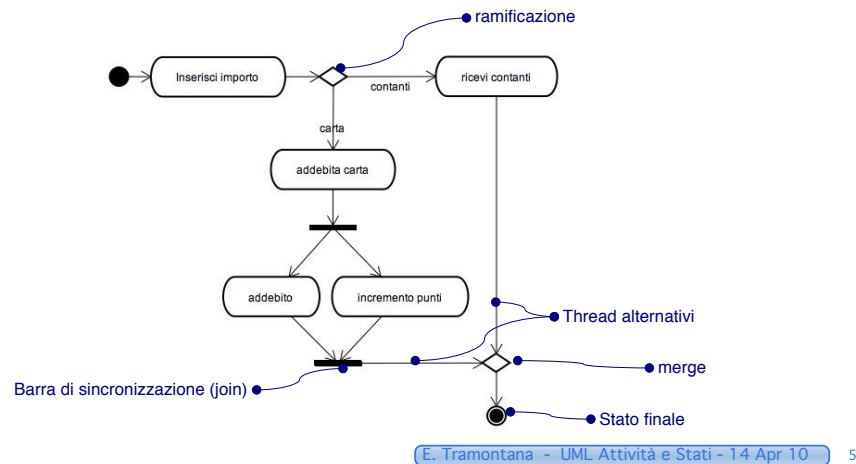 ramificazione
Inserisci importo
ricevi contanti
contanti
carta
addebita carta
addebito
incremento punti
Thread alternativi
merge
Barra di sincronizzazione (join)
Stato finale
E. Tramontana - UML Attività e Stati - 14 Apr 10
5